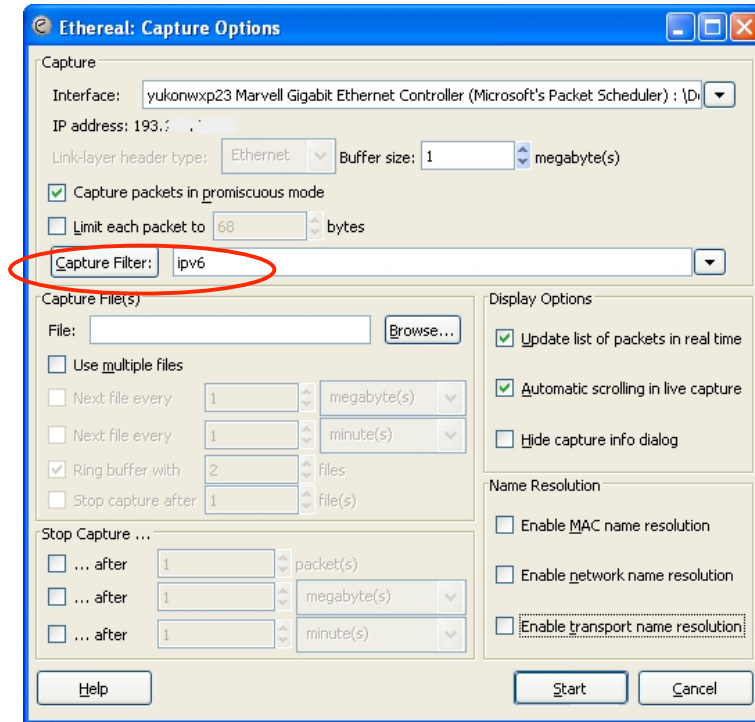 Ethereal: Capture Options
Capture
Interface: yukonwxp23 Marvell Gigabit Ethernet Controller (Microsoft's Packet Scheduler) : \D
IP address: 193.
Link-layer header type: Ethernet Buffer size: 1 megabyte(s)
Capture packets in promiscuous mode
Limit each packet to 68 bytes
Capture Filter: ipv6
Capture File(s)
File: Browse...
Use multiple files
Next file every 1 megabyte(s)
Next file every 1 minute(s)
Ring buffer with 2 files
Stop capture after 1 file(s)
Stop Capture ...
... after 1 packet(s)
... after 1 megabyte(s)
... after 1 minute(s)
Display Options
Update list of packets in real time
Automatic scrolling in live capture
Hide capture info dialog
Name Resolution
Enable MAC name resolution
Enable network name resolution
Enable transport name resolution
Help Start Cancel